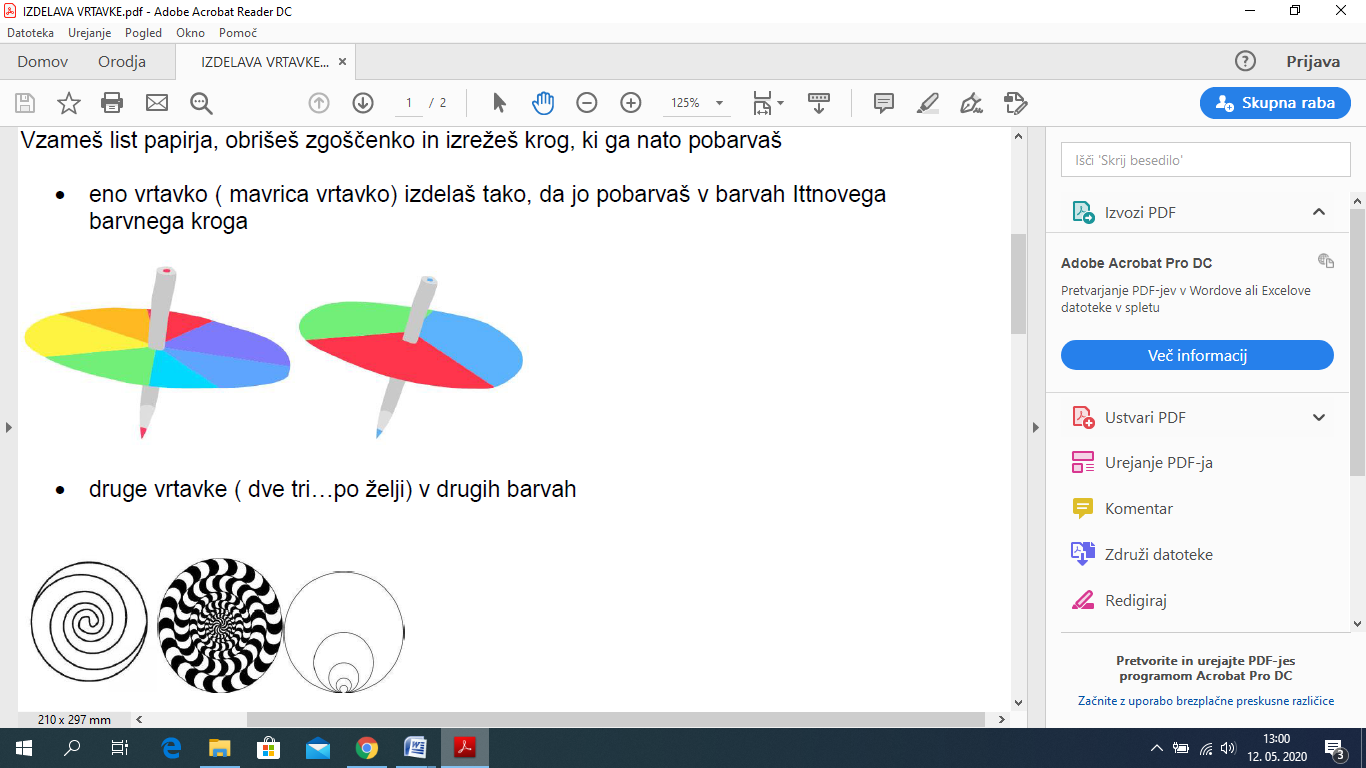 IZDELAVA VRTAVKE.pdf - Adobe Acrobat Reader DC
Datoteka Urejanje Pogled Okno Pomoč
Domov Orodja IZDELAVA VRTAVKE... × Prijava
1 / 2 125% Skupna raba
Vzameš list papirja, obrišeš zgoščenko in izrežeš krog, ki ga nato pobarvaš
• eno vrtavko ( mavrica vrtavko) izdelaš tako, da jo pobarvaš v barvah Ittnovega
barvnega kroga
• druge vrtavke ( dve tri…po želji) v drugih barvah
210 x 297 mm
Išči 'Skrij besedilo'
Izvozi PDF
Adobe Acrobat Pro DC
Pretvarjanje PDF-jev v Wordove ali Excelove
datoteke v spletu
Več informacij
Ustvari PDF
Urejanje PDF-ja
Komentar
Združi datoteke
Redigiraj
Pretvorite in urejajte PDF-jes
programom Acrobat Pro DC
Začnite z uporabo brezplačne preskusne različice
13:00
12. 05. 2020
3